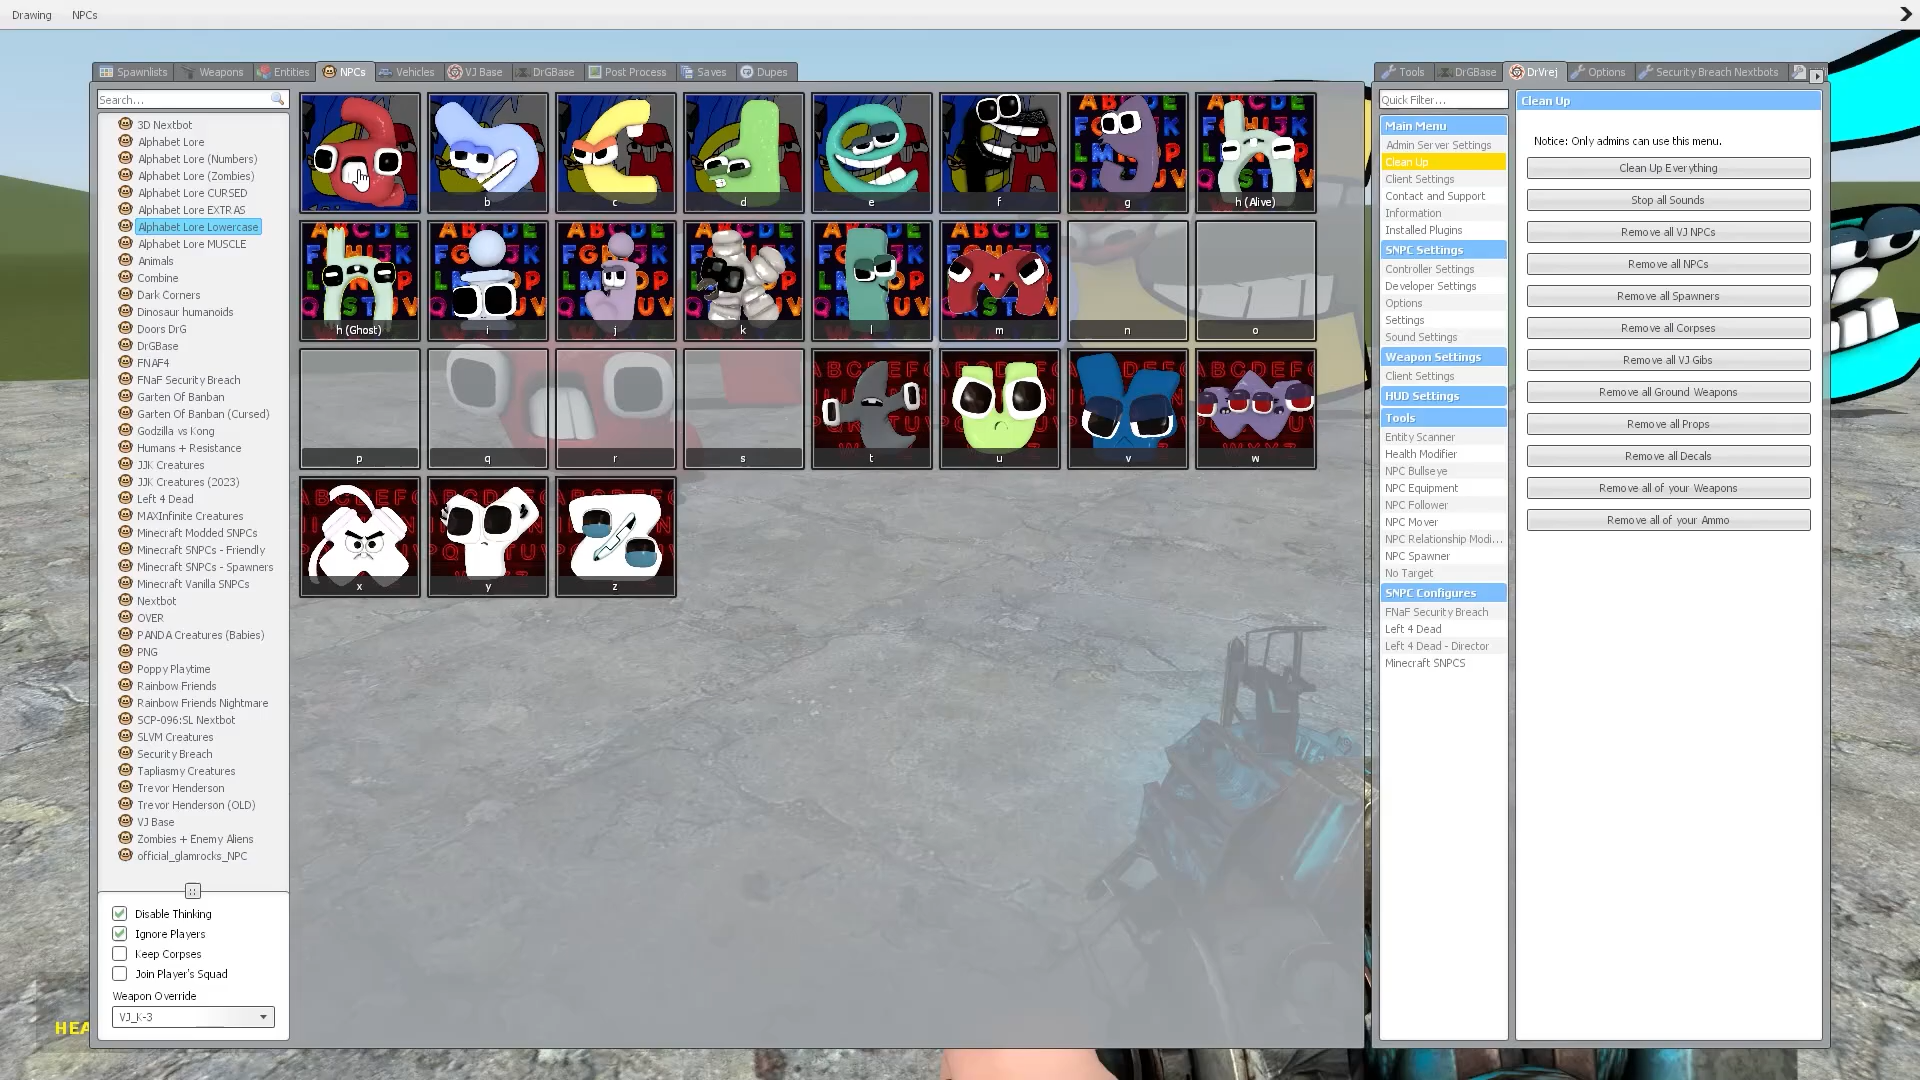 Drawing NPCs
Spawnlists Weapons Entities NPCs Vehicles VJ Base DrGBase Post Process Saves Dupes
Search...
3D Nextbot
Alphabet Lore
Alphabet Lore (Numbers)
Alphabet Lore (Zombies)
Alphabet Lore CURSED
Alphabet Lore EXTRAS
Alphabet Lore Lowercase
Alphabet Lore MUSCLE
Animals
Combine
Dark Corners
Dinosaur humanoids
Doors DrG
DrGBase
FNAF4
FNaF Security Breach
Garten Of Banban
Garten Of Banban (Cursed)
Godzilla vs Kong
Humans + Resistance
JJK Creatures
JJK Creatures (2023)
Left 4 Dead
MAXInfinite Creatures
Minecraft Modded SNPCs
Minecraft SNPCs - Friendly
Minecraft SNPCs - Spawners
Minecraft Vanilla SNPCs
Nextbot
OVER
PANDA Creatures (Babies)
PNG
Poppy Playtime
Rainbow Friends
Rainbow Friends Nightmare
SCP-096:SL Nextbot
SLVM Creatures
Security Breach
Tapliasmy Creatures
Trevor Henderson
Trevor Henderson (OLD)
VJ Base
Zombies + Enemy Aliens
official_glamrocks_NPC
Disable Thinking
Ignore Players
Keep Corpses
Join Player's Squad
Weapon Override
VJ_K-3
HEA
b c d e f g h (Alive)
h (Ghost) i j k l m n o
p q r s t u v w
x y z
Tools DrGBase DrVrej Options Security Breach Nextbots
Quick Filter...
Main Menu
Admin Server Settings
Clean Up
Client Settings
Contact and Support
Information
Installed Plugins
SNPC Settings
Controller Settings
Developer Settings
Options
Settings
Sound Settings
Weapon Settings
Client Settings
HUD Settings
Tools
Entity Scanner
Health Modifier
NPC Bullseye
NPC Equipment
NPC Follower
NPC Mover
NPC Relationship Modi...
NPC Spawner
No Target
SNPC Configures
FNaF Security Breach
Left 4 Dead
Left 4 Dead - Director
Minecraft SNPCS
Clean Up
Notice: Only admins can use this menu.
Clean Up Everything
Stop all Sounds
Remove all VJ NPCs
Remove all NPCs
Remove all Spawners
Remove all Corpses
Remove all VJ Gibs
Remove all Ground Weapons
Remove all Props
Remove all Decals
Remove all of your Weapons
Remove all of your Ammo